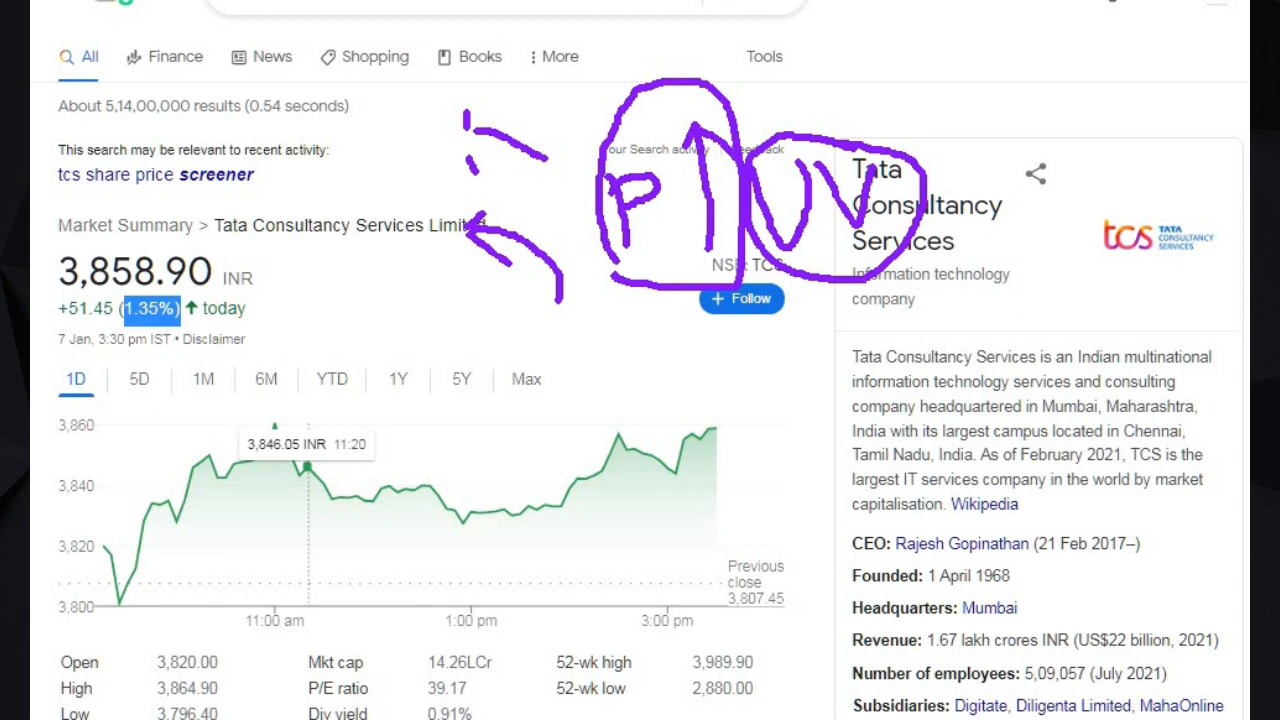 All Finance News Shopping Books More Tools
About 5,14,00,000 results (0.54 seconds)
This search may be relevant to recent activity:
tcs share price screener
Market Summary > Tata Consultancy Services Limited
3,858.90 INR
+51.45 (1.35%) today
7 Jan, 3:30 pm IST • Disclaimer
our Search activity
NSE: TCS
+ Follow
P UV
1D 5D 1M 6M YTD 1Y 5Y Max
3,860
3,840
3,820
3,800
3,846.05 INR 11:20
Previous
close
3,807.45
11:00 am 1:00 pm 3:00 pm
Open 3,820.00 Mkt cap 14.26LCr 52-wk high 3,989.90
High 3,864.90 P/E ratio 39.17 52-wk low 2,880.00
Low 3,796.40 Div yield 0.91%
Tata
Consultancy
Services
Information technology
company
tcs TATA
CONSULTANCY
SERVICES
Tata Consultancy Services is an Indian multinational
information technology services and consulting
company headquartered in Mumbai, Maharashtra,
India with its largest campus located in Chennai,
Tamil Nadu, India. As of February 2021, TCS is the
largest IT services company in the world by market
capitalisation. Wikipedia
CEO: Rajesh Gopinathan (21 Feb 2017–)
Founded: 1 April 1968
Headquarters: Mumbai
Revenue: 1.67 lakh crores INR (US$22 billion, 2021)
Number of employees: 5,09,057 (July 2021)
Subsidiaries: Digitate, Diligenta Limited, MahaOnline